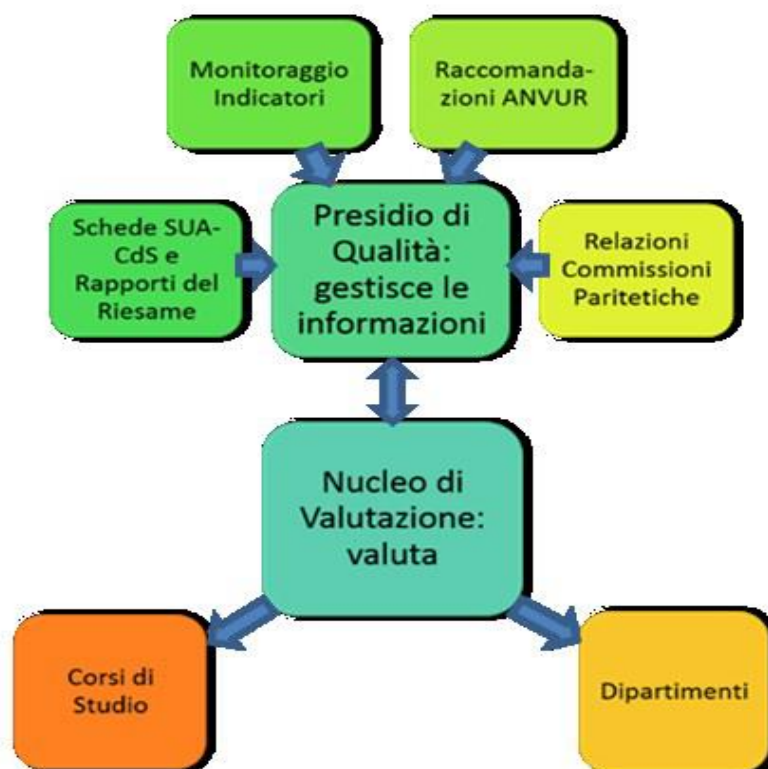 Monitoraggio
Indicatori
Raccomanda-
zioni ANVUR
Schede SUA-
CdS e
Rapporti del
Riesame
Presidio di
Qualità:
gestisce le
informazioni
Relazioni
Commissioni
Paritetiche
Nucleo di
Valutazione:
valuta
Corsi di
Studio
Dipartimenti